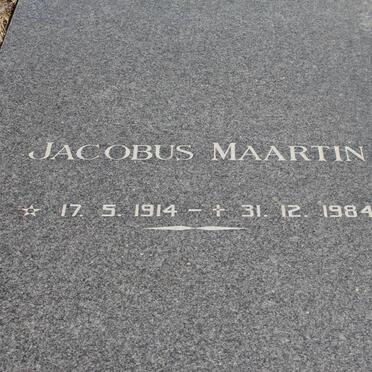 JACOBUS MAARTIN
☆ 17. 5. 1914 – † 31. 12. 1984